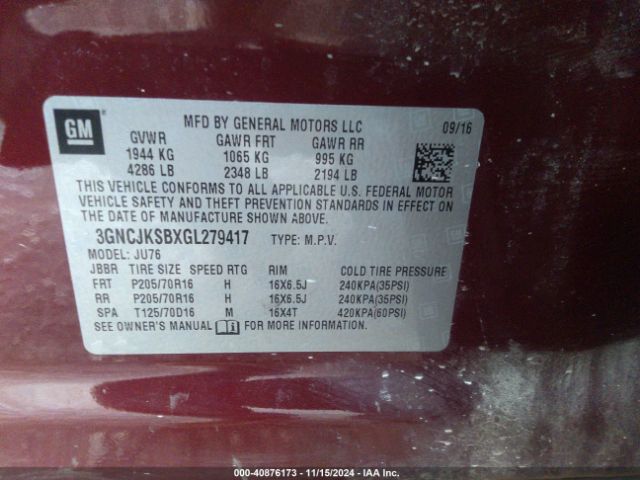 GM
MFD BY GENERAL MOTORS LLC 09/16
GVWR GAWR FRT GAWR RR
1944 KG 1065 KG 995 KG
4286 LB 2348 LB 2194 LB
THIS VEHICLE CONFORMS TO ALL APPLICABLE U.S. FEDERAL MOTOR
VEHICLE SAFETY AND THEFT PREVENTION STANDARDS IN EFFECT ON
THE DATE OF MANUFACTURE SHOWN ABOVE.
3GNCJKSBXGL279417 TYPE: M.P.V.
MODEL: JU76
JBBR TIRE SIZE SPEED RTG RIM COLD TIRE PRESSURE
FRT P205/70R16 H 16X6.5J 240KPA(35PSI)
RR P205/70R16 H 16X6.5J 240KPA(35PSI)
SPA T125/70D16 M 16X4T 420KPA(60PSI)
SEE OWNER'S MANUAL FOR MORE INFORMATION.
000-40876173 - 11/15/2024 - IAA Inc.